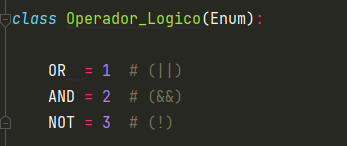 class Operador_Logico(Enum):
OR = 1 # (||)
AND = 2 # (&&)
NOT = 3 # (!)